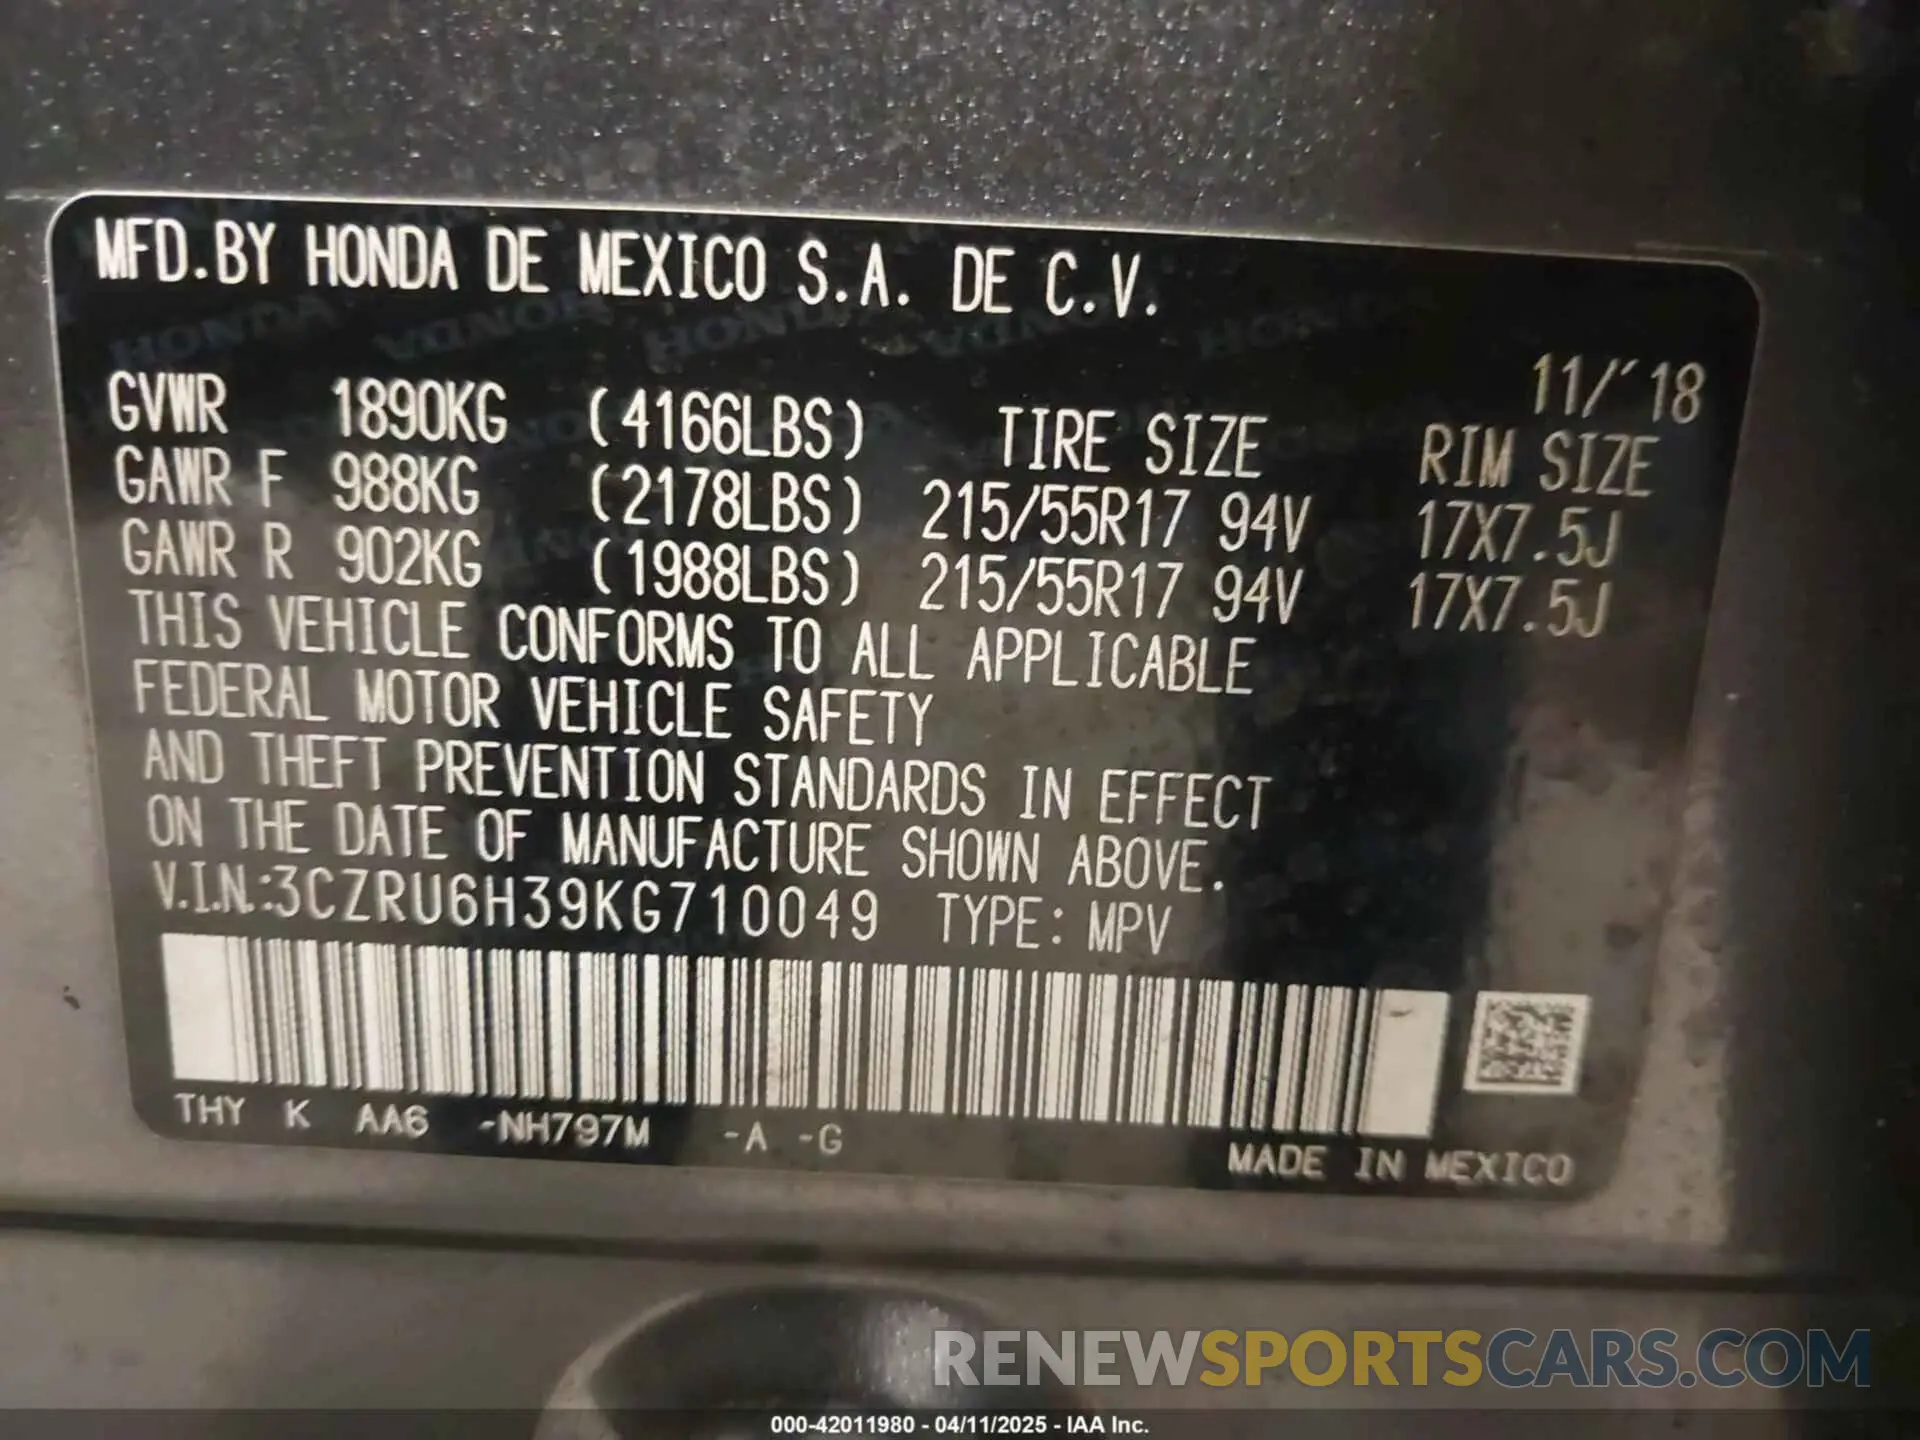 MFD.BY HONDA DE MEXICO S.A. DE C.V.
11/'18
GVWR 1890KG (4166LBS) TIRE SIZE RIM SIZE
GAWR F 988KG (2178LBS) 215/55R17 94V 17X7.5J
GAWR R 902KG (1988LBS) 215/55R17 94V 17X7.5J
THIS VEHICLE CONFORMS TO ALL APPLICABLE
FEDERAL MOTOR VEHICLE SAFETY
AND THEFT PREVENTION STANDARDS IN EFFECT
ON THE DATE OF MANUFACTURE SHOWN ABOVE.
V.I.N.:3CZRU6H39KG710049 TYPE: MPV
THY K AA6 -NH797M -A -G
MADE IN MEXICO
RENEWSPORTSCARS.COM
000-42011980 - 04/11/2025 - IAA Inc.